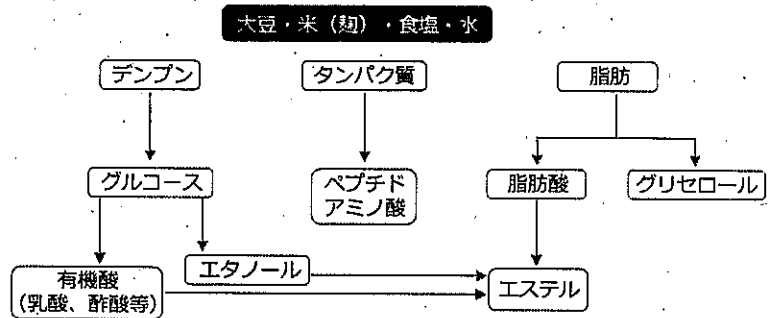 大豆・米（麹）・食塩・水
デンプン
タンパク質
脂肪
グルコース
ペプチド
アミノ酸
脂肪酸
グリセロール
エタノール
有機酸
(乳酸、酢酸等)
エステル